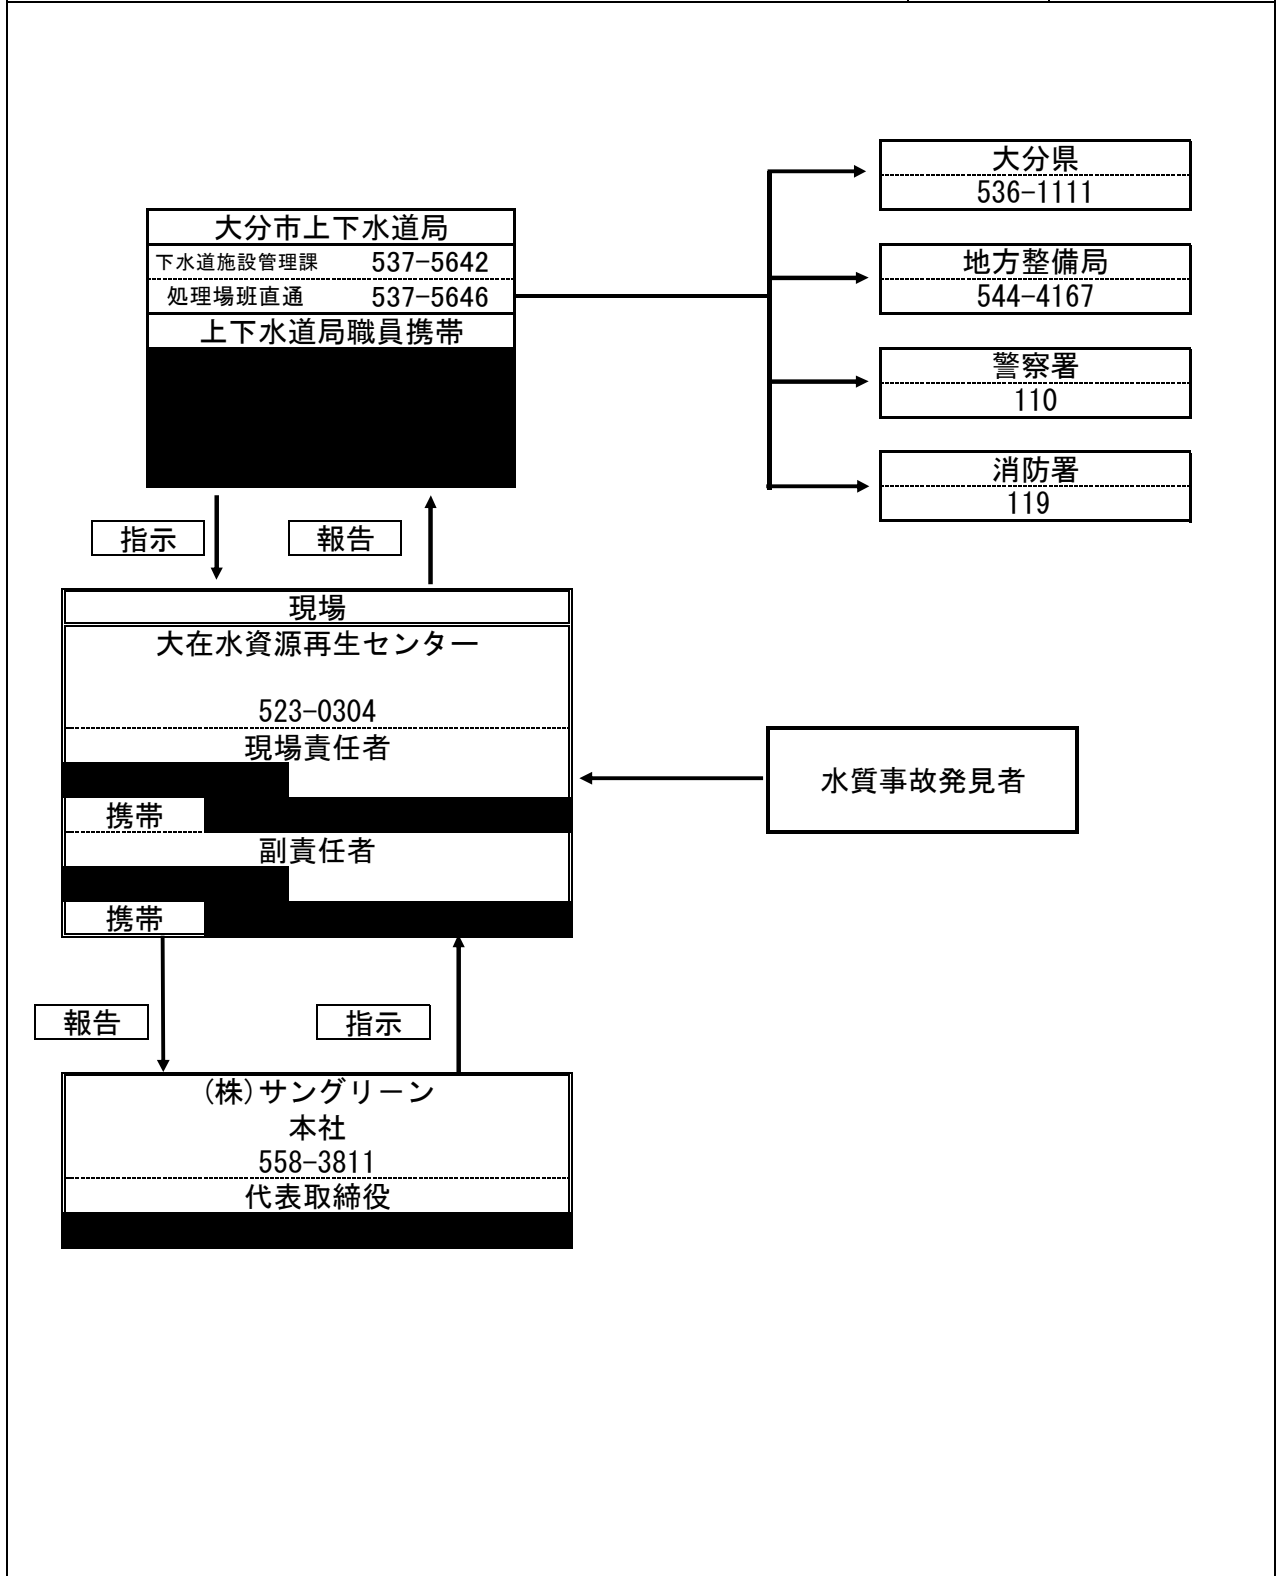 大分県
536-1111
大分市上下水道局
下水道施設管理課 537-5642
処理場班直通 537-5646
上下水道局職員携帯
地方整備局
544-4167
警察署
110
消防署
119
指示
報告
現場
大在水資源再生センター
523-0304
現場責任者
携帯
副責任者
携帯
水質事故発見者
報告
指示
(株)サングリーン
本社
558-3811
代表取締役